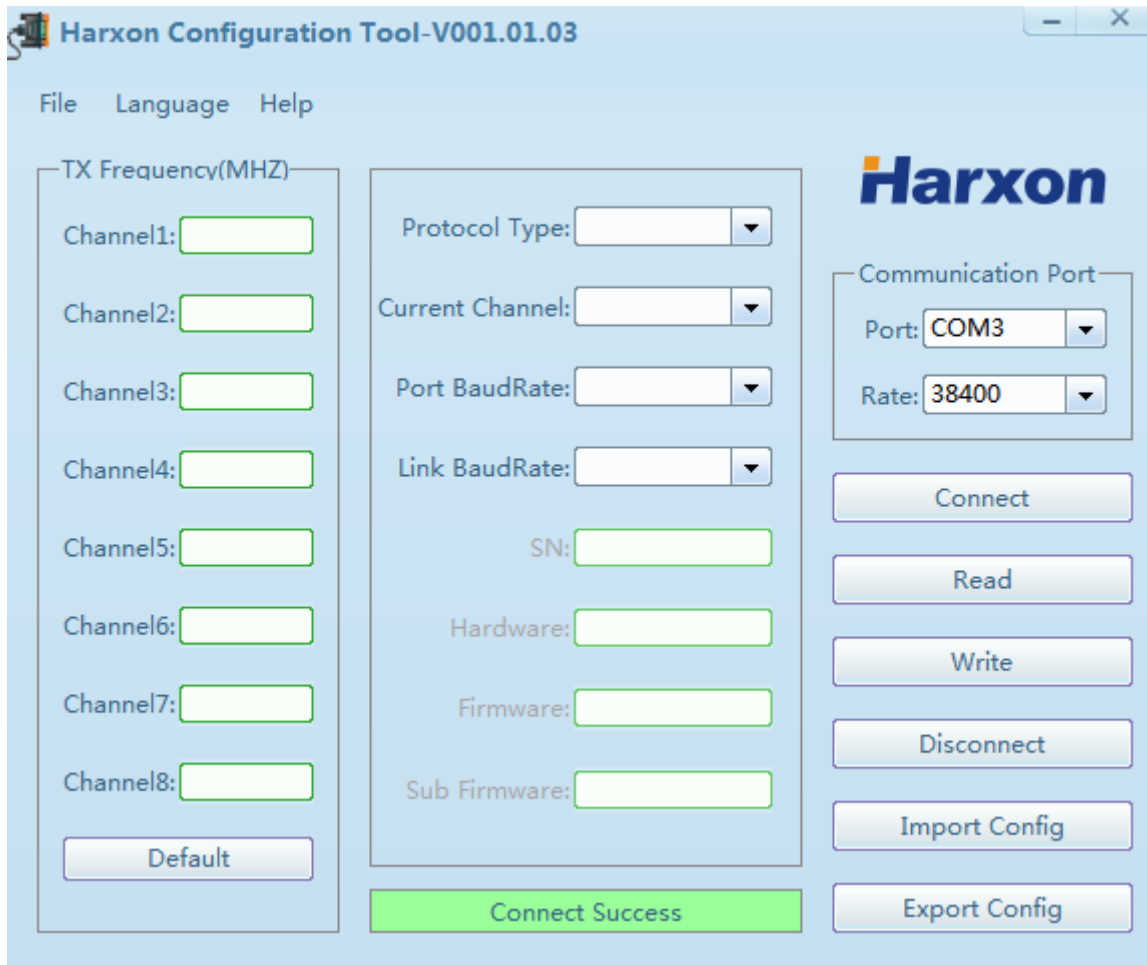 Harxon Configuration Tool-V001.01.03
File Language Help
TX Frequency(MHZ)
Channel1:
Channel2:
Channel3:
Channel4:
Channel5:
Channel6:
Channel7:
Channel8:
Default
Protocol Type:
Current Channel:
Port BaudRate:
Link BaudRate:
SN:
Hardware:
Firmware:
Sub Firmware:
Connect Success
Harxon
Communication Port
Port: COM3
Rate: 38400
Connect
Read
Write
Disconnect
Import Config
Export Config